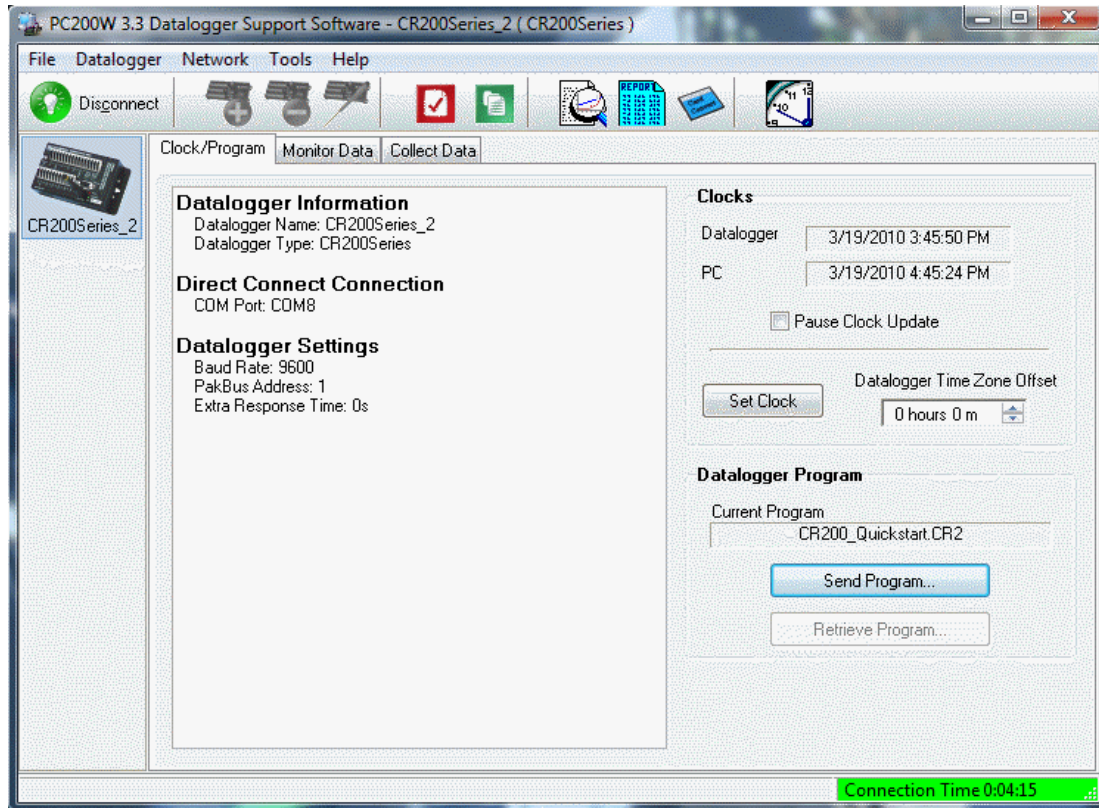 PC200W 3.3 Datalogger Support Software - CR200Series_2 ( CR200Series )
File Datalogger Network Tools Help
Disconnect
REPORT
Clock/Program Monitor Data Collect Data
CR200Series_2
Datalogger Information
Datalogger Name: CR200Series_2
Datalogger Type: CR200Series
Direct Connect Connection
COM Port: COM8
Datalogger Settings
Baud Rate: 9600
PakBus Address: 1
Extra Response Time: 0s
Clocks
Datalogger 3/19/2010 3:45:50 PM
PC 3/19/2010 4:45:24 PM
Pause Clock Update
Set Clock
Datalogger Time Zone Offset
0 hours 0 m
Datalogger Program
Current Program
CR200_Quickstart.CR2
Send Program...
Retrieve Program...
Connection Time 0:04:15